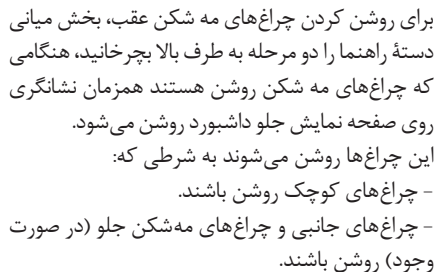 برای روشن کردن چراغ‌های مه شکن عقب، بخش میانی
دستهٔ راهنما را دو مرحله به طرف بالا بچرخانید، هنگامی
که چراغ‌های مه شکن روشن هستند همزمان نشانگری
روی صفحه نمایش جلو داشبورد روشن می‌شود.
این چراغ‌ها روشن می‌شوند به شرطی که:
- چراغ‌های کوچک روشن باشند.
- چراغ‌های جانبی و چراغ‌های مه‌شکن جلو (در صورت
وجود) روشن باشند.